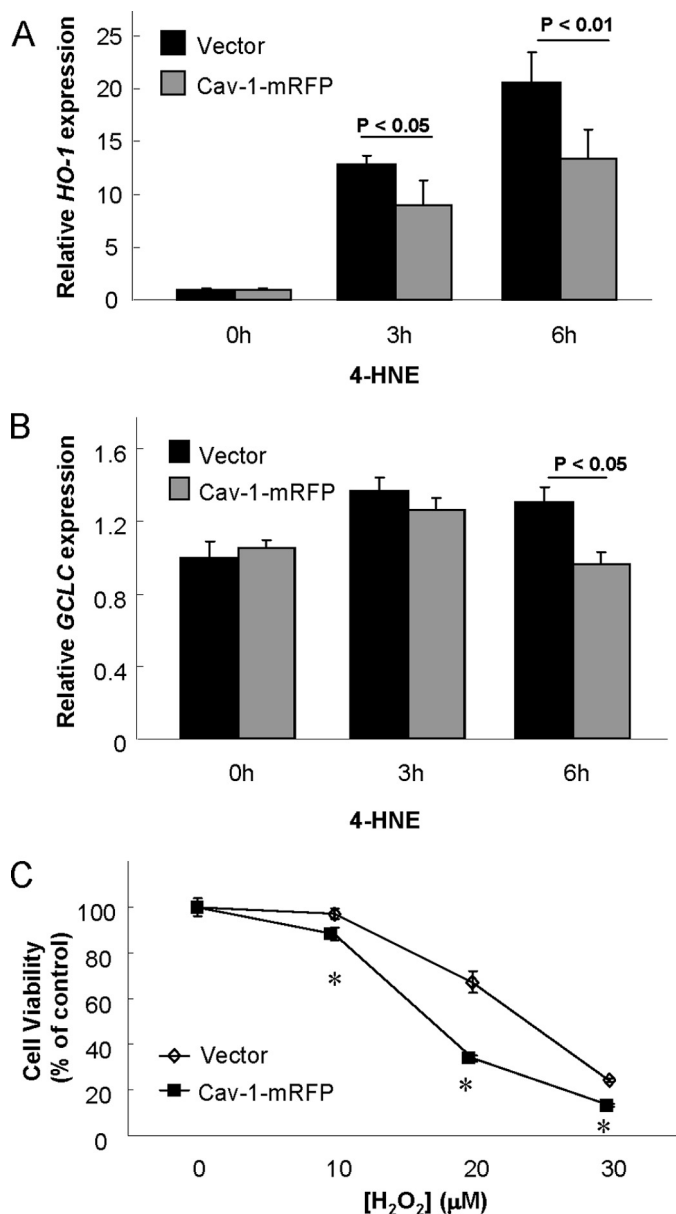 A
Relative HO-1 expression
25
20
15
10
5
0
Vector
Cav-1-mRFP
P < 0.05
P < 0.01
0h 3h 6h
4-HNE
B
Relative GCLC expression
1.6
1.2
0.8
0.4
0
Vector
Cav-1-mRFP
P < 0.05
0h 3h 6h
4-HNE
C
Cell Viability
(% of control)
100
80
60
40
20
0
Vector
Cav-1-mRFP
*
*
*
0 10 20 30
[H₂O₂] (μM)